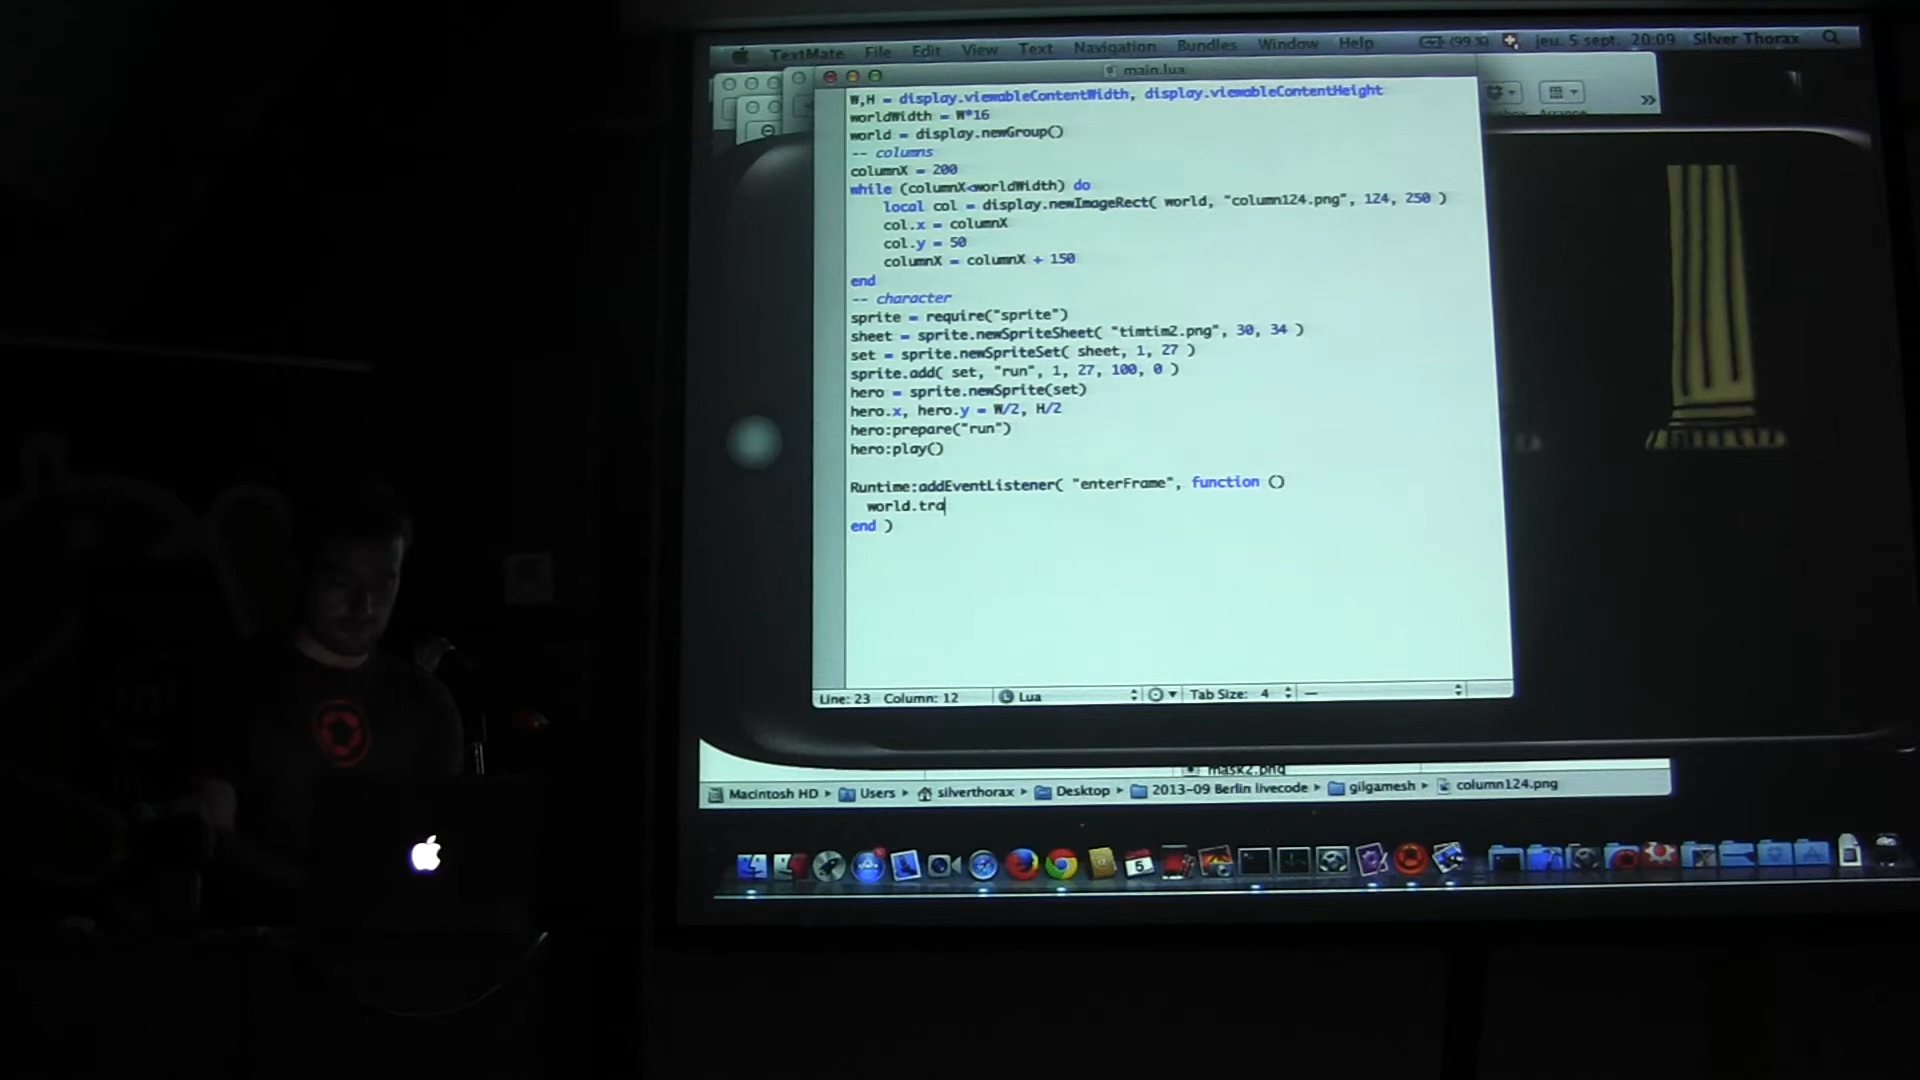 TextMate File Edit View Text Navigation Bundles Window Help (99 %) jeu. 5 sept. 20:09 Silver Thorax
main.lua
W,H = display.viewableContentWidth, display.viewableContentHeight
worldWidth = W*16
world = display.newGroup()
-- columns
columnX = 200
while (columnX<worldWidth) do
local col = display.newImageRect( world, "column124.png", 124, 250 )
col.x = columnX
col.y = 50
columnX = columnX + 150
end
-- character
sprite = require("sprite")
sheet = sprite.newSpriteSheet( "timtim2.png", 30, 34 )
set = sprite.newSpriteSet( sheet, 1, 27 )
sprite.add( set, "run", 1, 27, 100, 0 )
hero = sprite.newSprite(set)
hero.x, hero.y = W/2, H/2
hero:prepare("run")
hero:play()
Runtime:addEventListener( "enterFrame", function ()
world.tra
end )
Line: 23 Column: 12 Lua Tab Size: 4 —
mask2.png
Macintosh HD Users silverthorax Desktop 2013-09 Berlin livecode gilgamesh column124.png
5